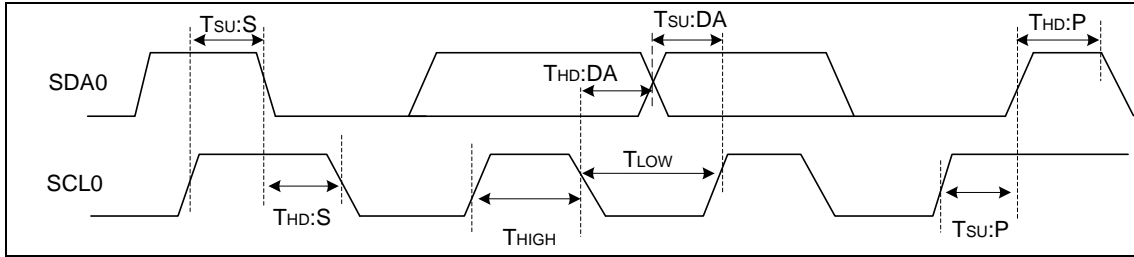 TSU:S
TSU:DA
THD:P
SDA0
THD:DA
SCL0
TLOW
THD:S
THIGH
TSU:P